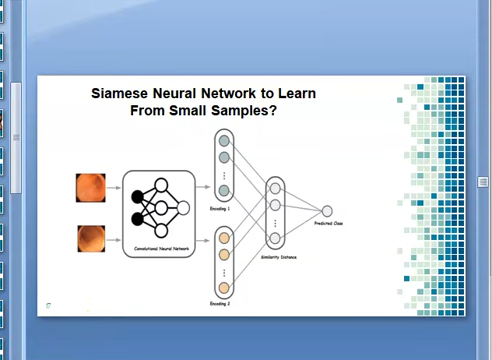 Siamese Neural Network to Learn
From Small Samples?
Encoding 1
Convolutional Neural Network
Predicted Class
Similarity Distance
Encoding 2